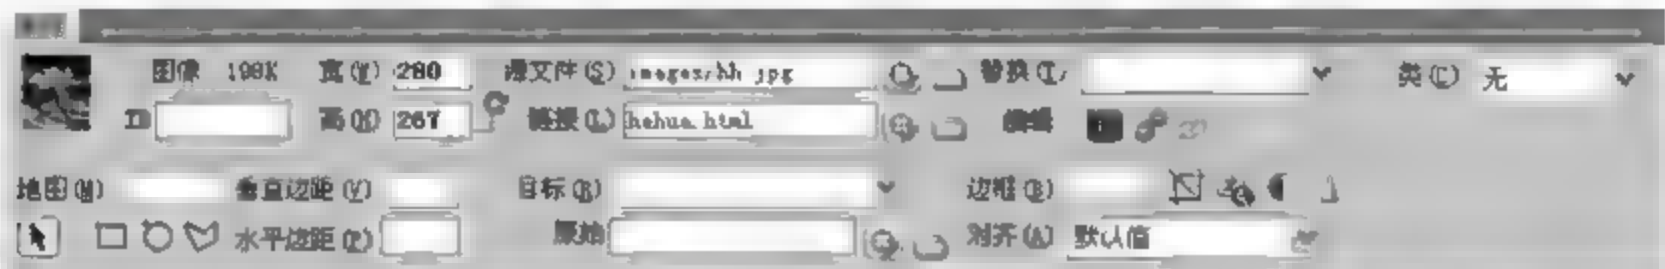 图像 198K 宽(W) 280 源文件(S) images/hh.jpg 替换(T) 类(C) 无
ID 高(H) 267 链接(L) hehua.html 编辑
地图(M) 垂直边距(V) 目标(R) 边框(B)
水平边距(P) 原始 对齐(A) 默认值